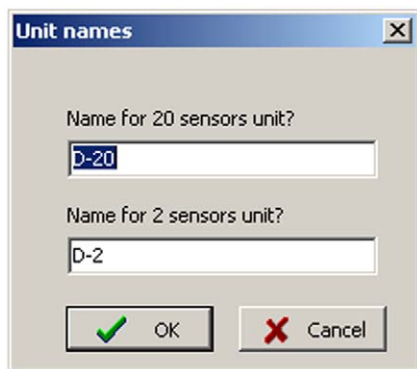 Unit names
Name for 20 sensors unit?
D-20
Name for 2 sensors unit?
D-2
OK Cancel